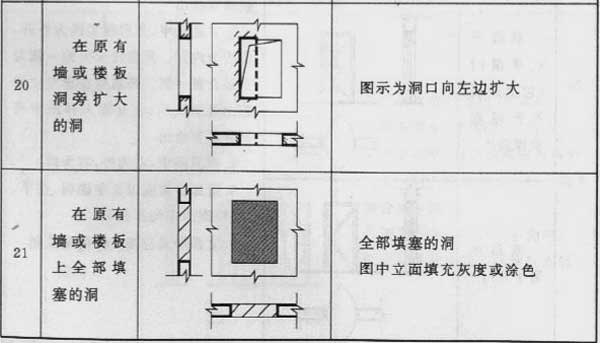 20
在原有
墙或楼板
洞旁扩大
的洞
图示为洞口向左边扩大
21
在原有
墙或楼板
上全部填
塞的洞
全部填塞的洞
图中立面填充灰度或涂色